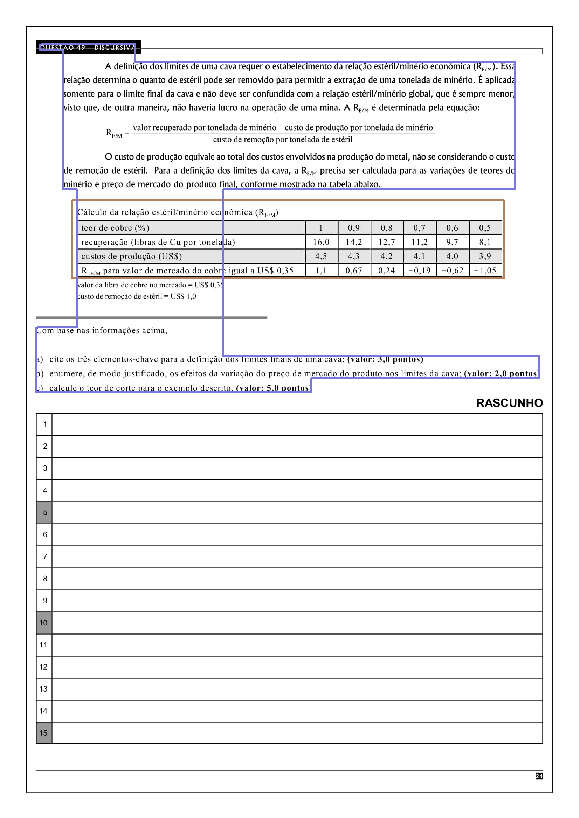 QUESTÃO 49 – DISCURSIVA
A definição dos limites de uma cava requer o estabelecimento da relação estéril/minério econômica (R_E/M). Essa
relação determina o quanto de estéril pode ser removido para permitir a extração de uma tonelada de minério. É aplicada
somente para o limite final da cava e não deve ser confundida com a relação estéril/minério global, que é sempre menor,
visto que, de outra maneira, não haveria lucro na operação de uma mina. A R_E/M é determinada pela equação:
R_E/M = valor recuperado por tonelada de minério − custo de produção por tonelada de minério
custo de remoção por tonelada de estéril
O custo de produção equivale ao total dos custos envolvidos na produção do metal, não se considerando o custo
de remoção de estéril. Para a definição dos limites da cava, a R_E/M precisa ser calculada para as variações de teores do
minério e preço de mercado do produto final, conforme mostrado na tabela abaixo.
Cálculo da relação estéril/minério econômica (R_E/M)
teor de cobre (%) 1 0,9 0,8 0,7 0,6 0,5
recuperação (libras de Cu por tonelada) 16,0 14,2 12,7 11,2 9,7 8,1
custos de produção (US$) 4,5 4,3 4,2 4,1 4,0 3,9
R_E/M para valor de mercado do cobre igual a US$ 0,35 1,1 0,67 0,24 −0,19 −0,62 −1,05
valor da libra de cobre no mercado = US$ 0,35
custo de remoção de estéril = US$ 1,0
Com base nas informações acima,
a) cite os três elementos-chave para a definição dos limites finais de uma cava; (valor: 3,0 pontos)
b) enumere, de modo justificado, os efeitos da variação do preço de mercado do produto nos limites da cava; (valor: 2,0 pontos)
c) calcule o teor de corte para o exemplo descrito. (valor: 5,0 pontos)
RASCUNHO
1
2
3
4
5
6
7
8
9
10
11
12
13
14
15